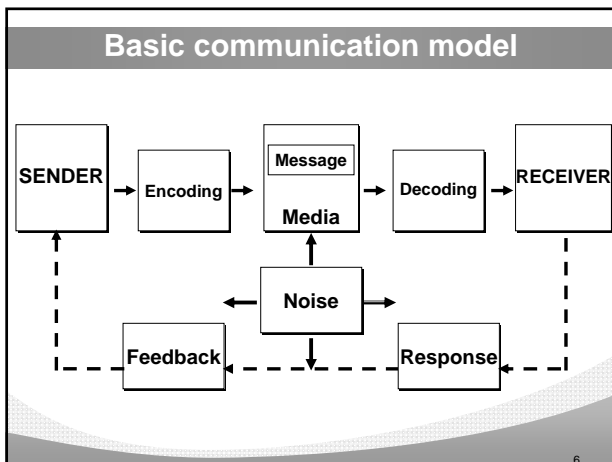 Basic communication model
SENDER
Encoding
Message
Media
Decoding
RECEIVER
Noise
Feedback
Response
6